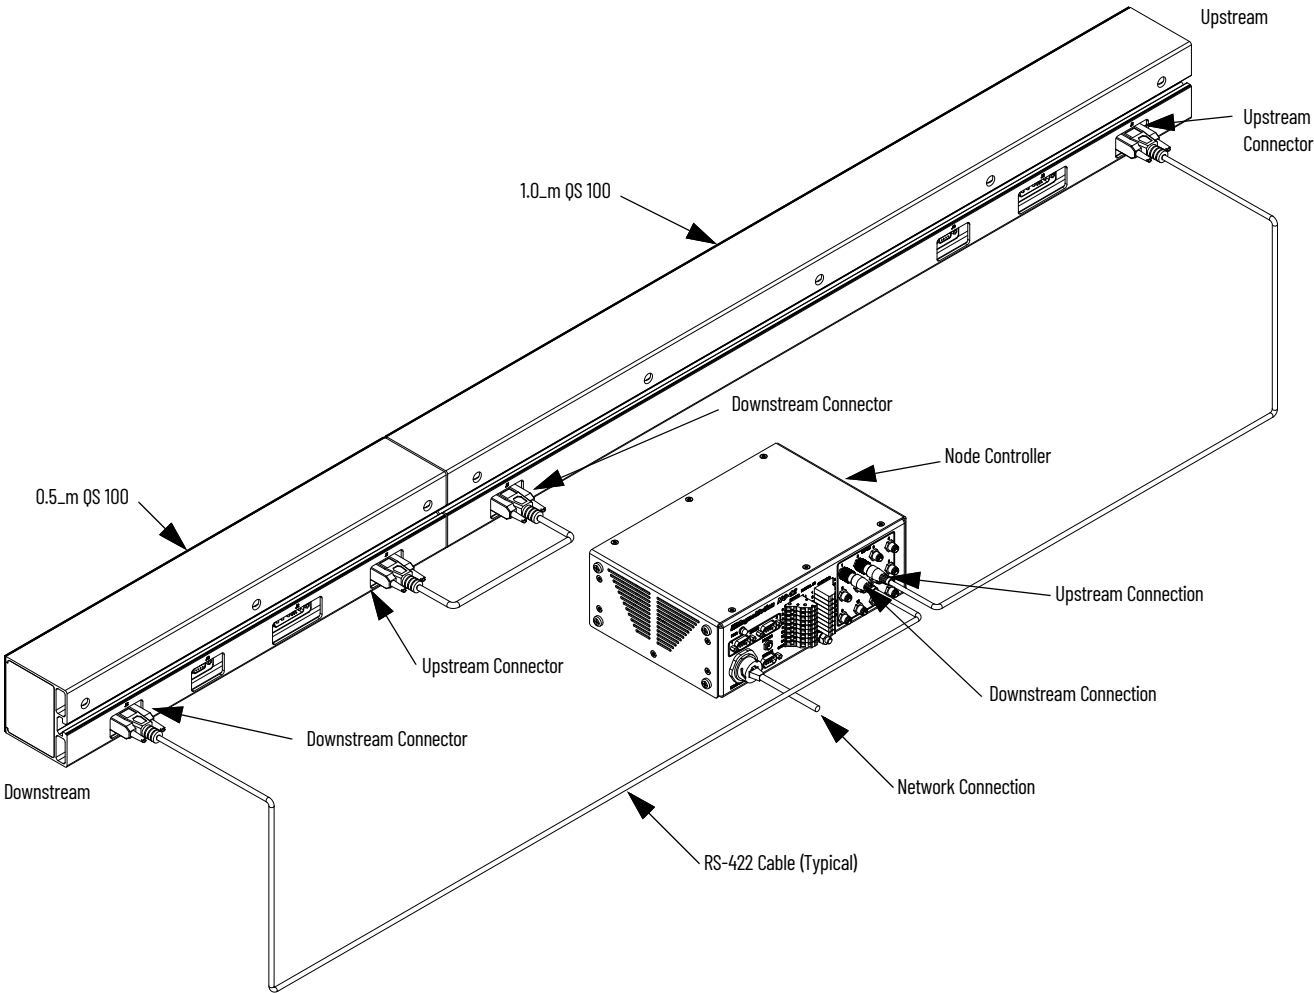 Upstream
Upstream
Connector
1.0_m QS 100
Downstream Connector
Node Controller
0.5_m QS 100
Upstream Connection
Upstream Connector
Downstream Connection
Downstream Connector
Network Connection
Downstream
RS-422 Cable (Typical)